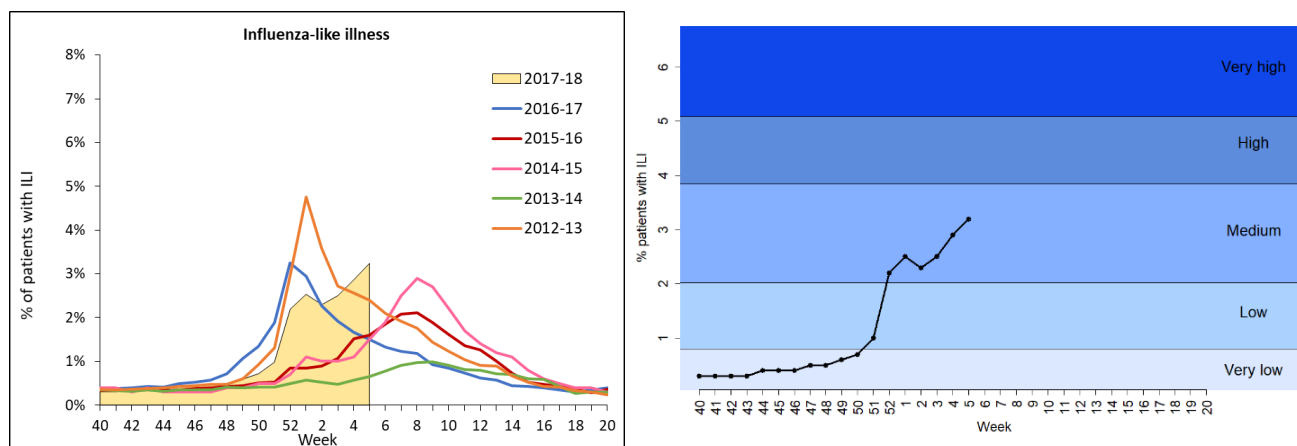 Influenza-like illness
8%
7%
6%
5%
4%
3%
2%
1%
0%
% of patients with ILI
2017-18
2016-17
2015-16
2014-15
2013-14
2012-13
40 42 44 46 48 50 52 2 4 6 8 10 12 14 16 18 20
Week
6
5
4
3
2
1
% patients with ILI
Very high
High
Medium
Low
Very low
40 41 42 43 44 45 46 47 48 49 50 51 52 1 2 3 4 5 6 7 8 9 10 11 12 13 14 15 16 17 18 19 20
Week